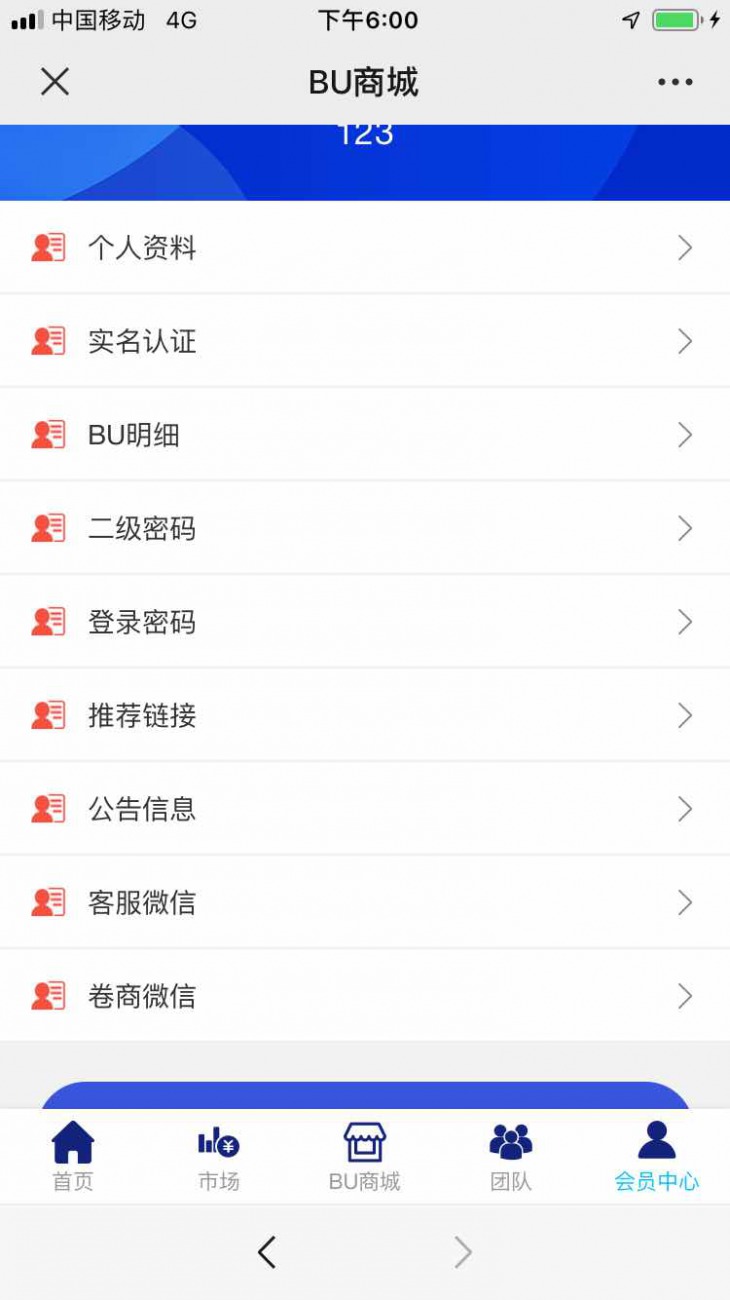 中国移动 4G 下午6:00
BU商城
123
个人资料
实名认证
BU明细
二级密码
登录密码
推荐链接
公告信息
客服微信
卷商微信
首页 市场 BU商城 团队 会员中心